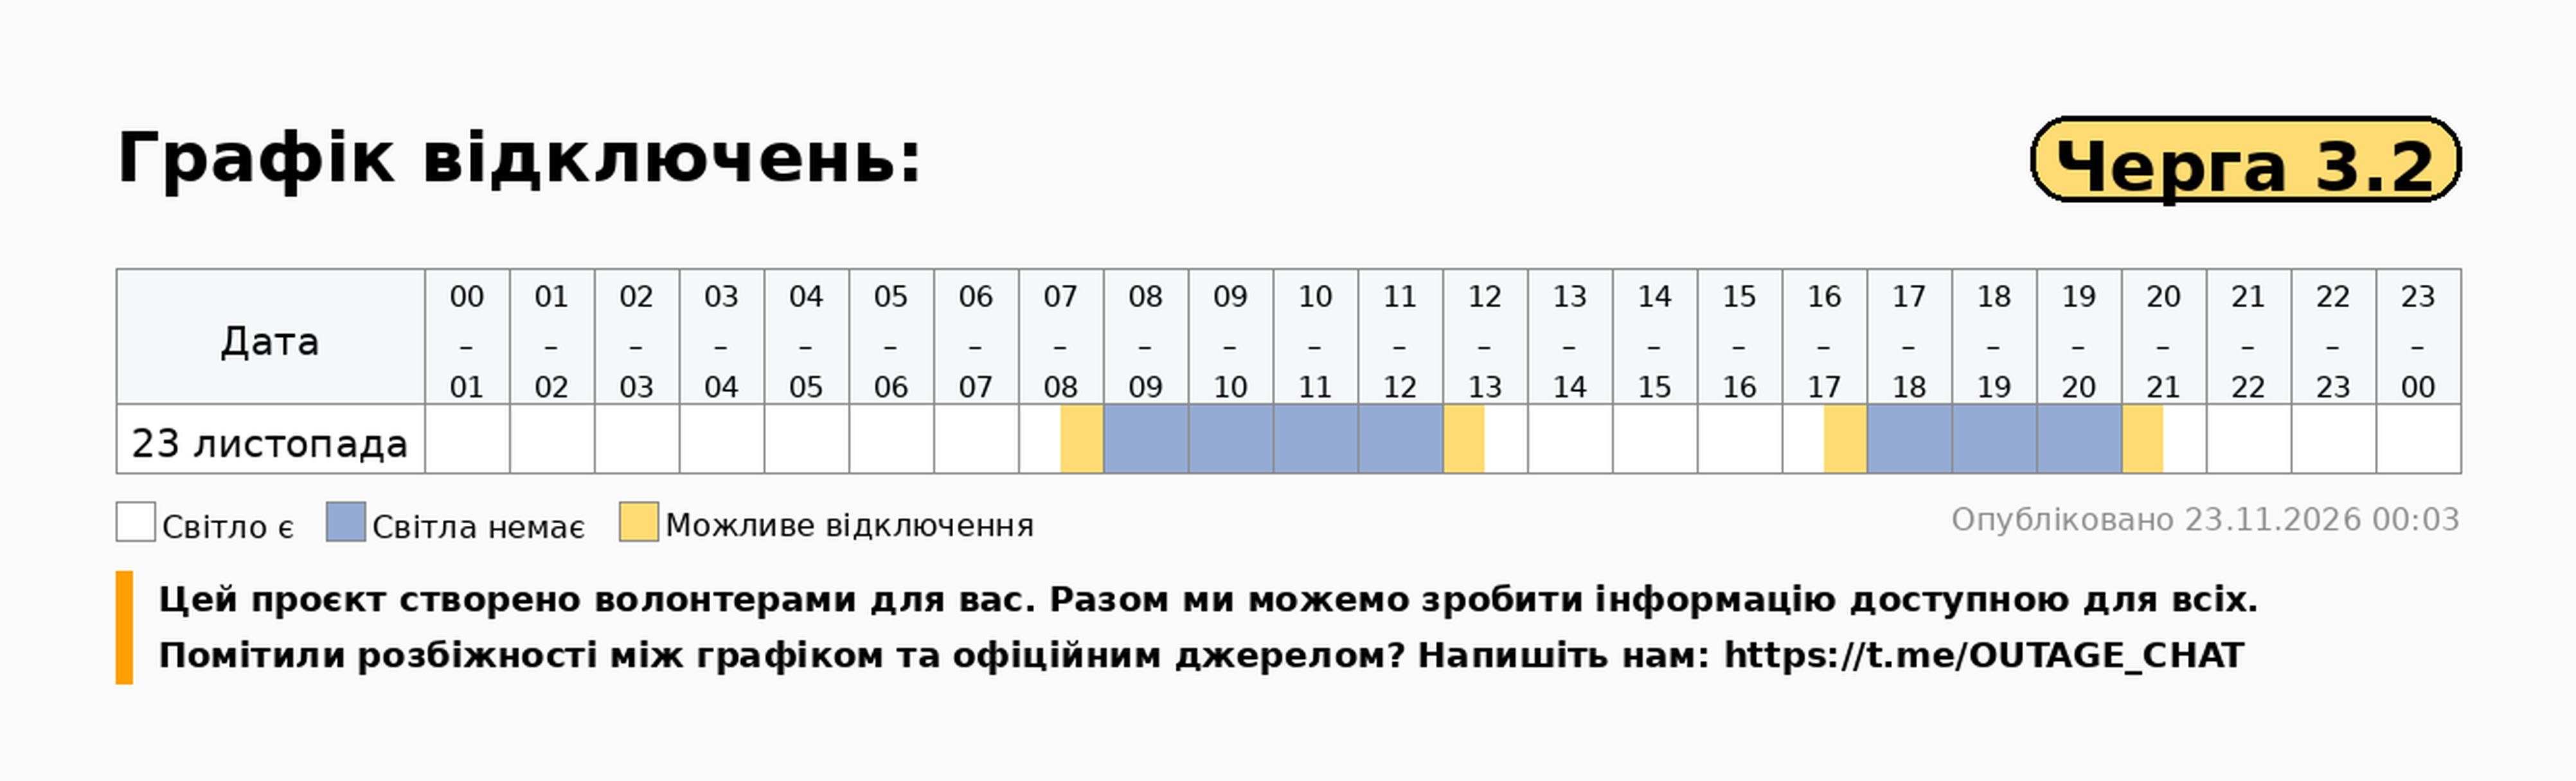 Графік відключень:
Черга 3.2
Дата
00 – 01
01 – 02
02 – 03
03 – 04
04 – 05
05 – 06
06 – 07
07 – 08
08 – 09
09 – 10
10 – 11
11 – 12
12 – 13
13 – 14
14 – 15
15 – 16
16 – 17
17 – 18
18 – 19
19 – 20
20 – 21
21 – 22
22 – 23
23 – 00
23 листопада
Світло є
Світла немає
Можливе відключення
Опубліковано 23.11.2026 00:03
Цей проєкт створено волонтерами для вас. Разом ми можемо зробити інформацію доступною для всіх.
Помітили розбіжності між графіком та офіційним джерелом? Напишіть нам: https://t.me/OUTAGE_CHAT